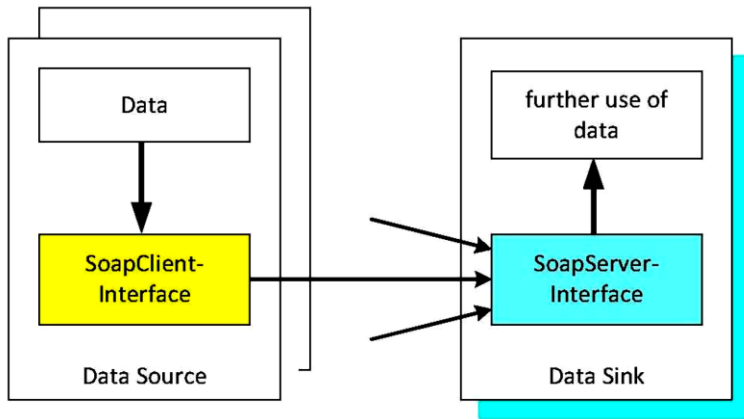 Data
SoapClient-
Interface
Data Source
further use of
data
SoapServer-
Interface
Data Sink